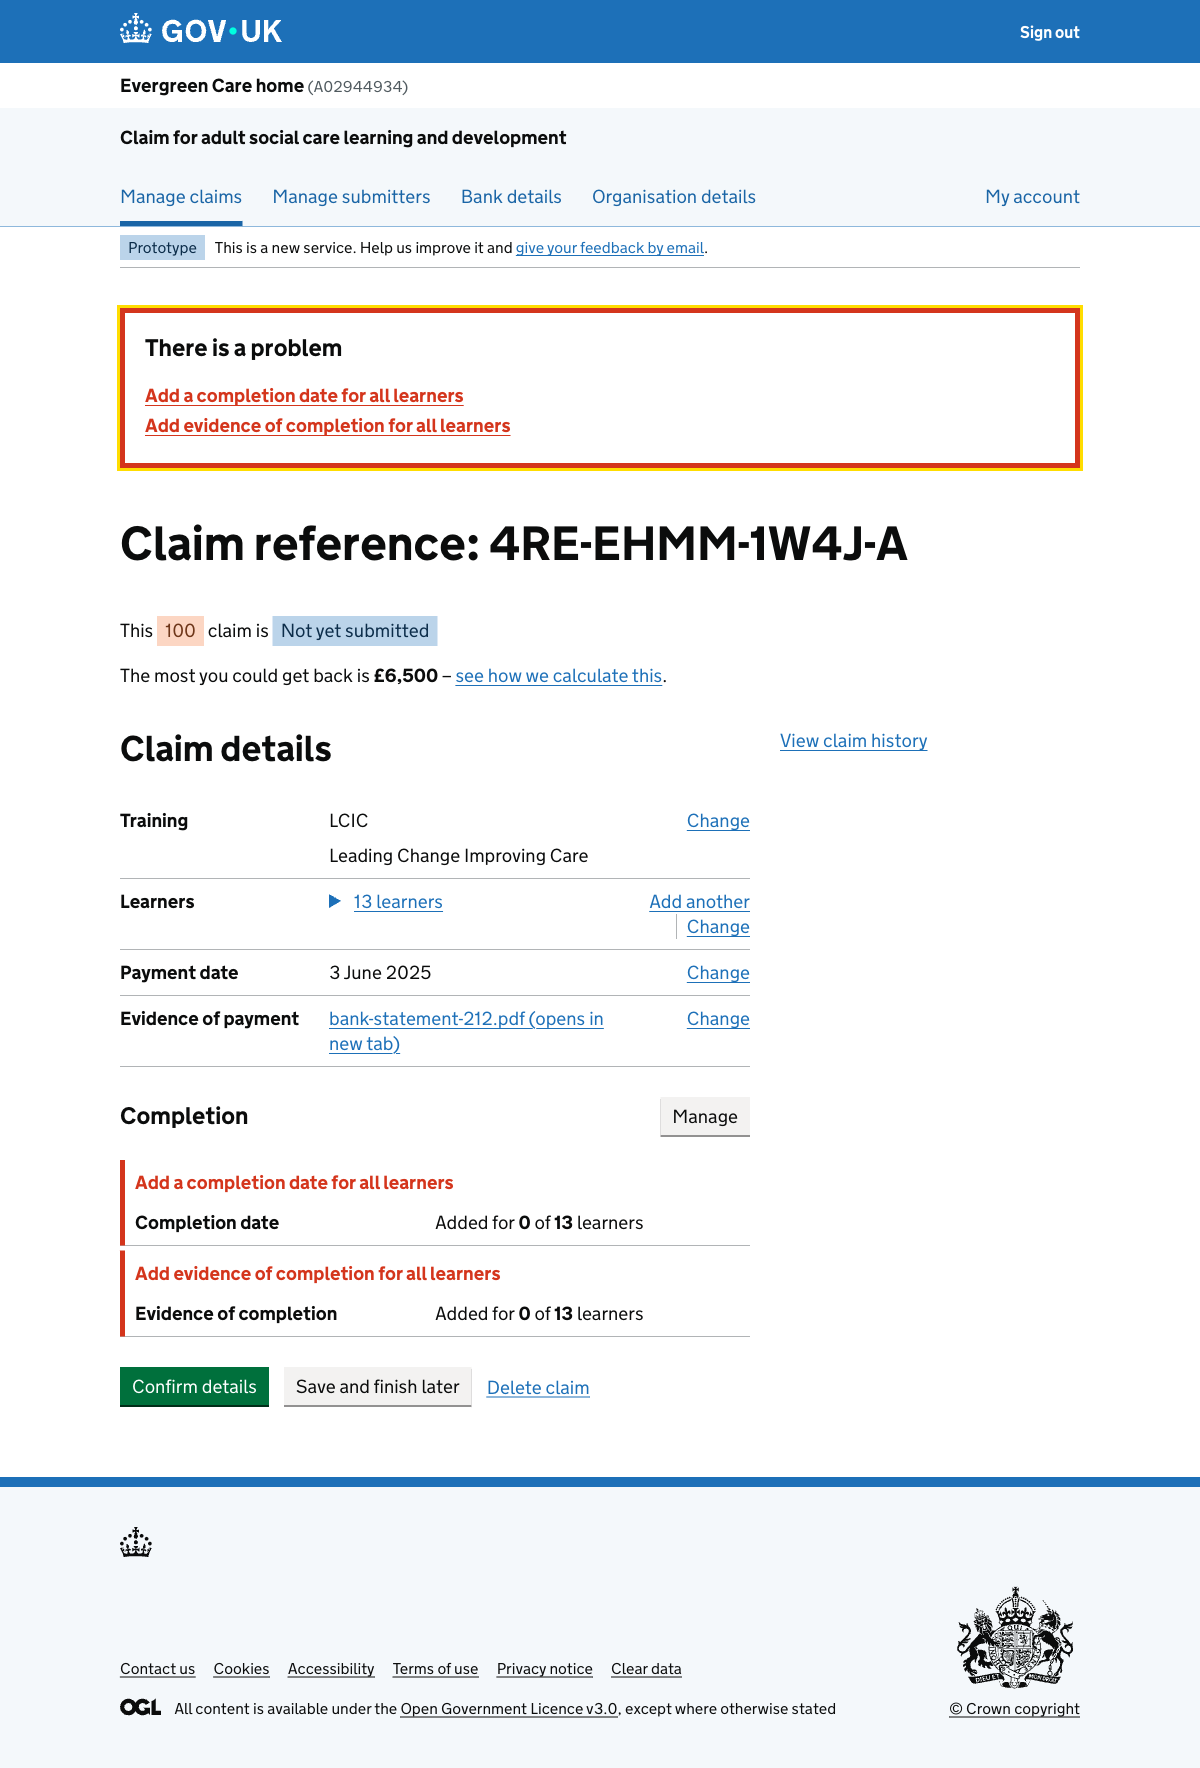 GOV·UK
Sign out
Evergreen Care home (A02944934)
Claim for adult social care learning and development
Manage claims
Manage submitters
Bank details
Organisation details
My account
Prototype
This is a new service. Help us improve it and give your feedback by email.
There is a problem
Add a completion date for all learners
Add evidence of completion for all learners
Claim reference: 4RE-EHMM-1W4J-A
This 100 claim is Not yet submitted
The most you could get back is £6,500 – see how we calculate this.
Claim details
View claim history
Training
LCIC
Change
Leading Change Improving Care
Learners
13 learners
Add another
Change
Payment date
3 June 2025
Change
Evidence of payment
bank-statement-212.pdf (opens in
new tab)
Change
Completion
Manage
Add a completion date for all learners
Completion date
Added for 0 of 13 learners
Add evidence of completion for all learners
Evidence of completion
Added for 0 of 13 learners
Confirm details
Save and finish later
Delete claim
Contact us
Cookies
Accessibility
Terms of use
Privacy notice
Clear data
OGL
All content is available under the Open Government Licence v3.0, except where otherwise stated
© Crown copyright